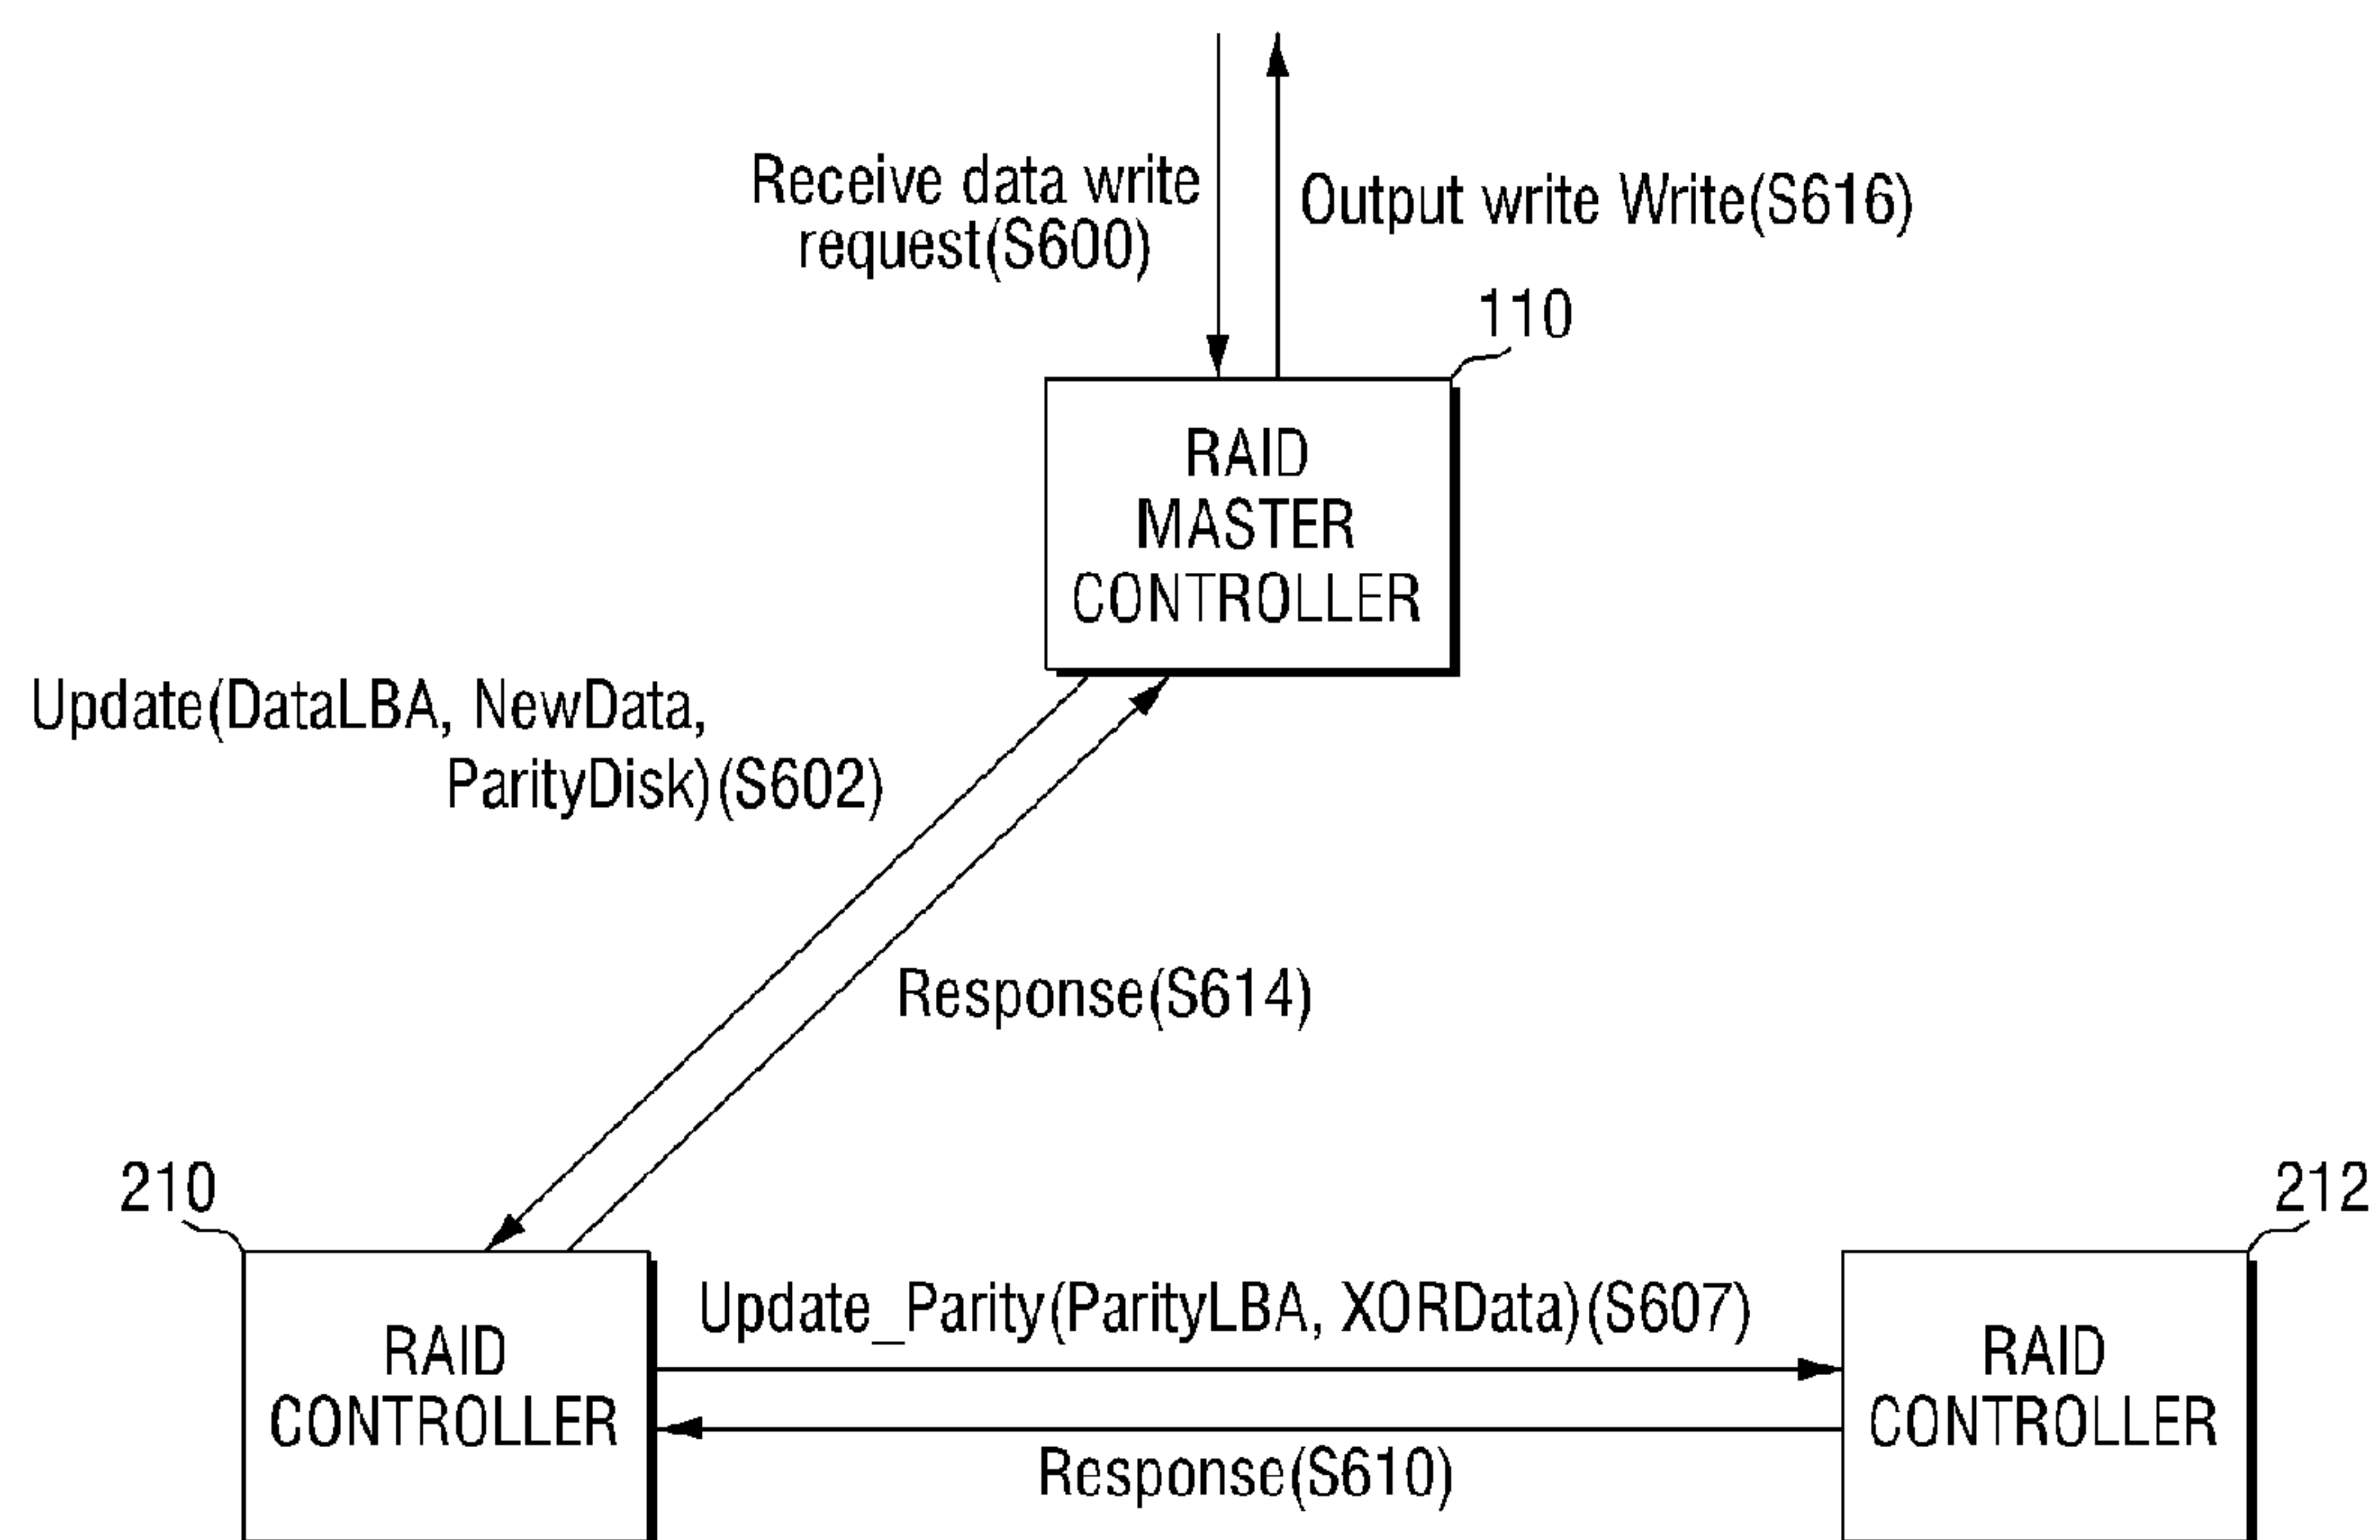 Receive data write
request(S600)
Output write Write(S616)
110
RAID
MASTER
CONTROLLER
Update(DataLBA, NewData,
ParityDisk)(S602)
Response(S614)
210
212
RAID
CONTROLLER
Update_Parity(ParityLBA, XORData)(S607)
Response(S610)
RAID
CONTROLLER